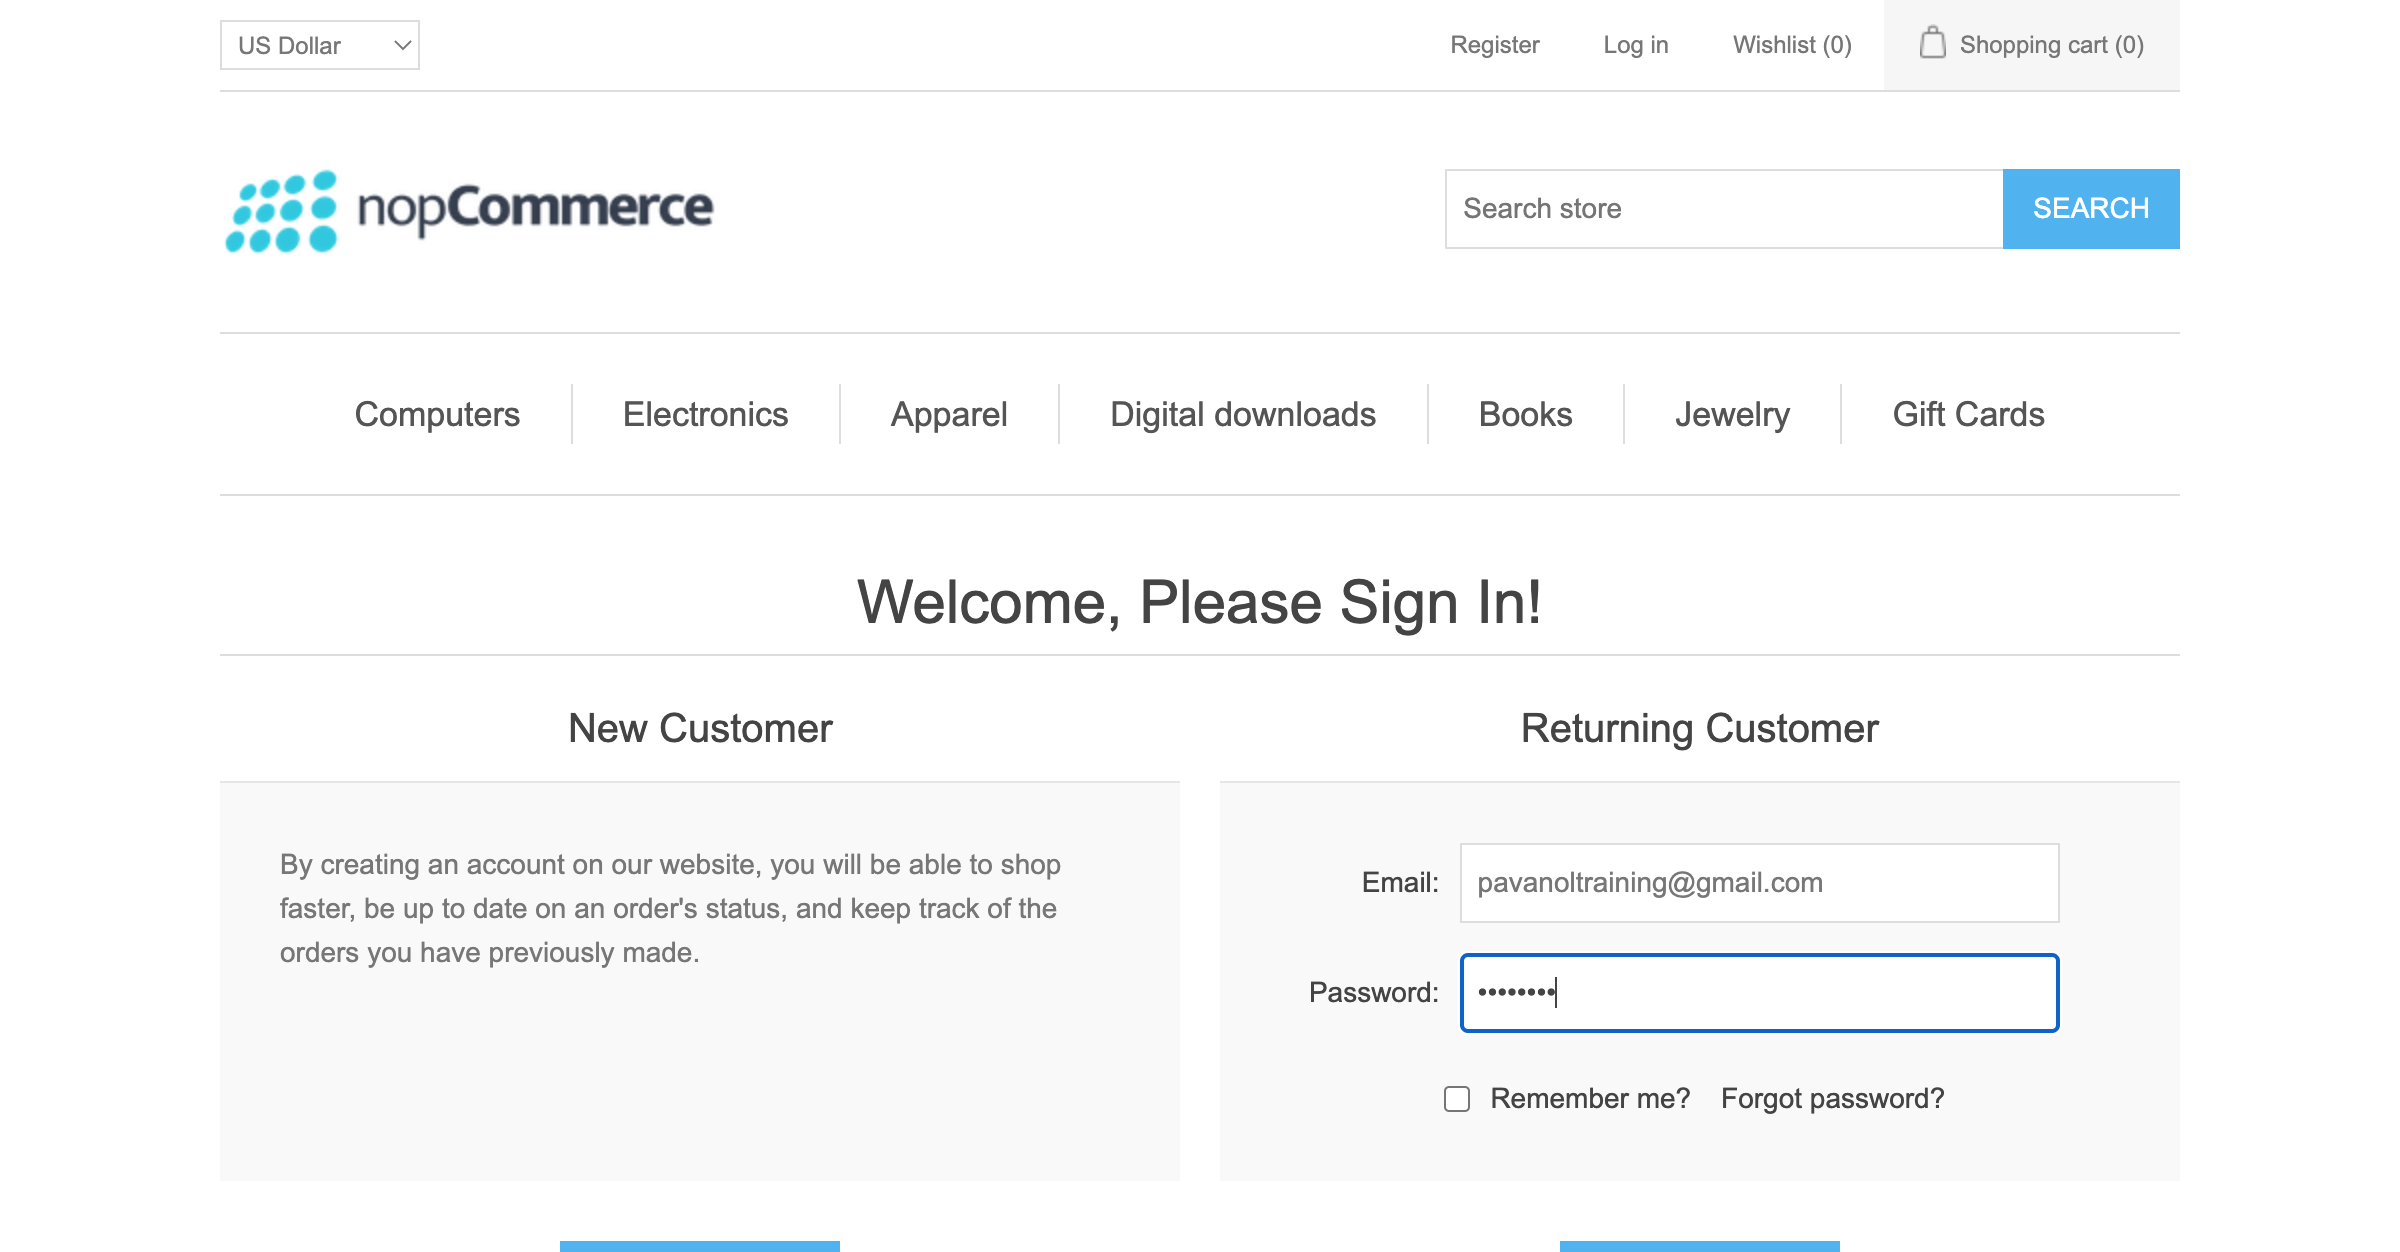 US Dollar
Register Log in Wishlist (0) Shopping cart (0)
nopCommerce
Search store SEARCH
Computers Electronics Apparel Digital downloads Books Jewelry Gift Cards
Welcome, Please Sign In!
New Customer
By creating an account on our website, you will be able to shop
faster, be up to date on an order's status, and keep track of the
orders you have previously made.
Returning Customer
Email: pavanoltraining@gmail.com
Password: ••••••••
Remember me? Forgot password?